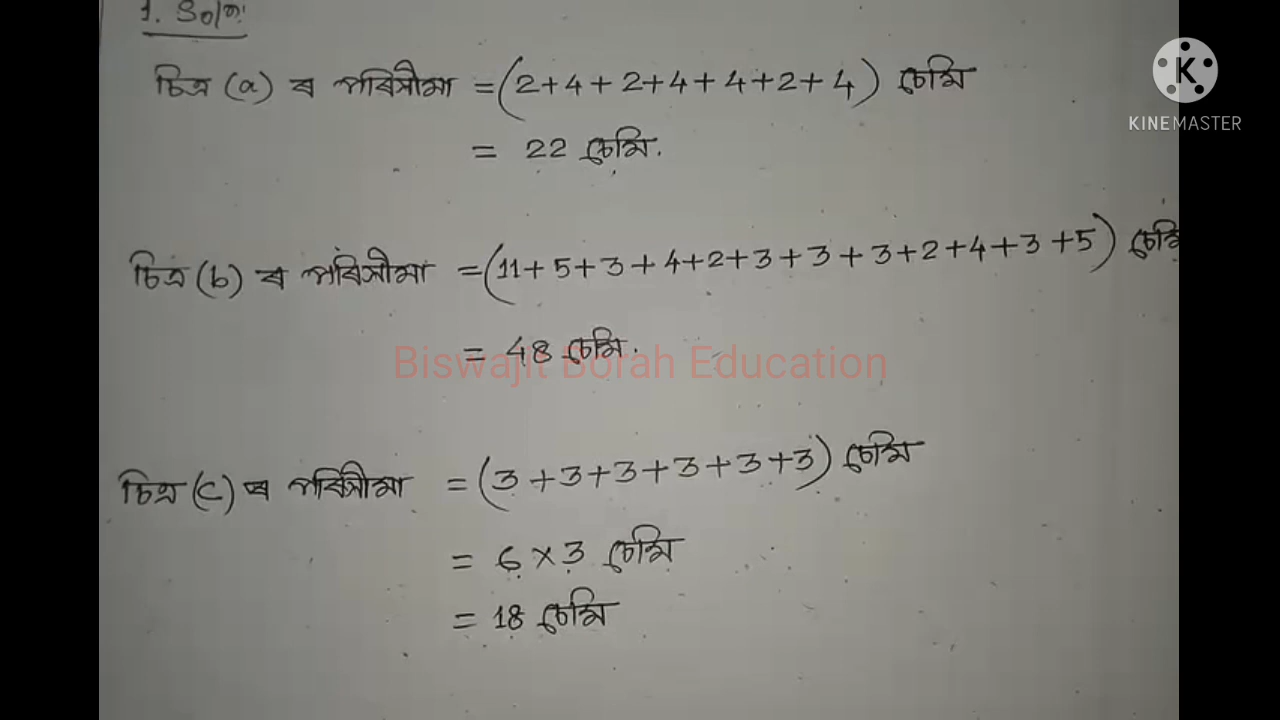 1. Soln:
চিত্ৰ (a) ৰ পৰিসীমা = (2+4+2+4+4+2+4) চেমি
KINEMASTER
= 22 চেমি.
চিত্ৰ (b) ৰ পৰিসীমা = (11+5+3+4+2+3+3+3+2+4+3+5) চেমি
= 48 চেমি.
Biswajit Borah Education
চিত্ৰ (c) ৰ পৰিসীমা = (3+3+3+3+3+3) চেমি
= 6 × 3 চেমি
= 18 চেমি